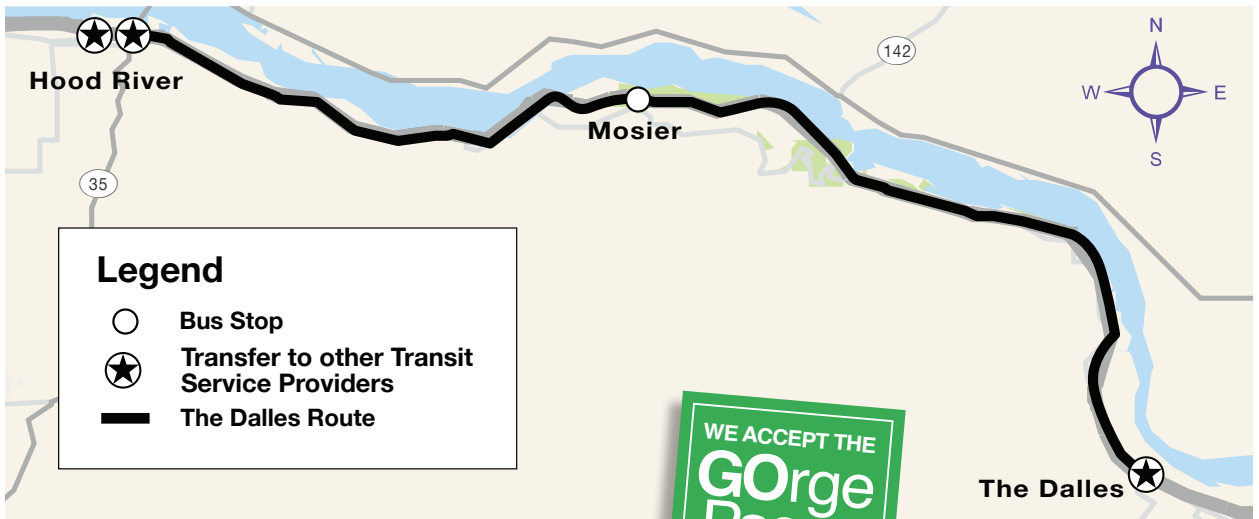 Hood River
35
Mosier
142
N
W
E
S
Legend
Bus Stop
Transfer to other Transit
Service Providers
The Dalles Route
WE ACCEPT THE
GOrge
The Dalles